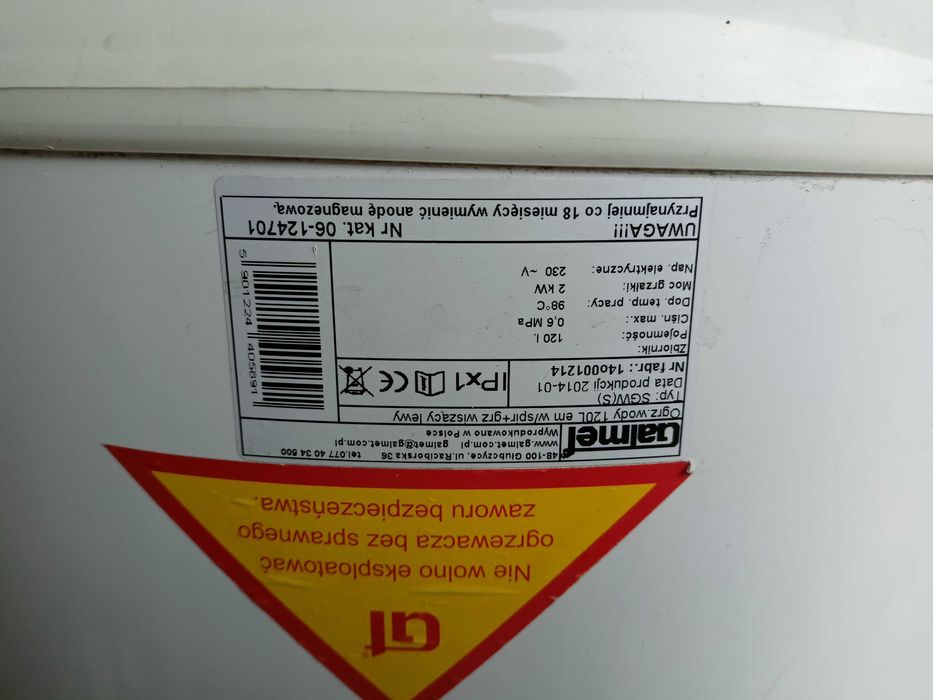 Gt
Nie wolno eksploatować
ogrzewacza bez sprawnego
zaworu bezpieczeństwa.
Galmet
48-100 Głubczyce, ul.Raciborska 36 tel.077 40 34 500
www.galmet.com.pl galmet@galmet.com.pl
Wyprodukowano w Polsce
Ogrz.wody 120L em w/spir+grz wiszący lewy
Typ: SGW(S)
Data produkcji 2014-01
Nr fabr.: 140001214
IPx1 CE
Zbiornik:
Pojemność: 120 l.
Ciśn. max.: 0,6 MPa
Dop. temp. pracy: 98°C
Moc grzałki: 2 kW
Nap. elektryczne: 230 ~ V
5 901224 405691
UWAGA!!! Nr kat. 06-124701
Przynajmniej co 18 miesięcy wymienić anodę magnezową.